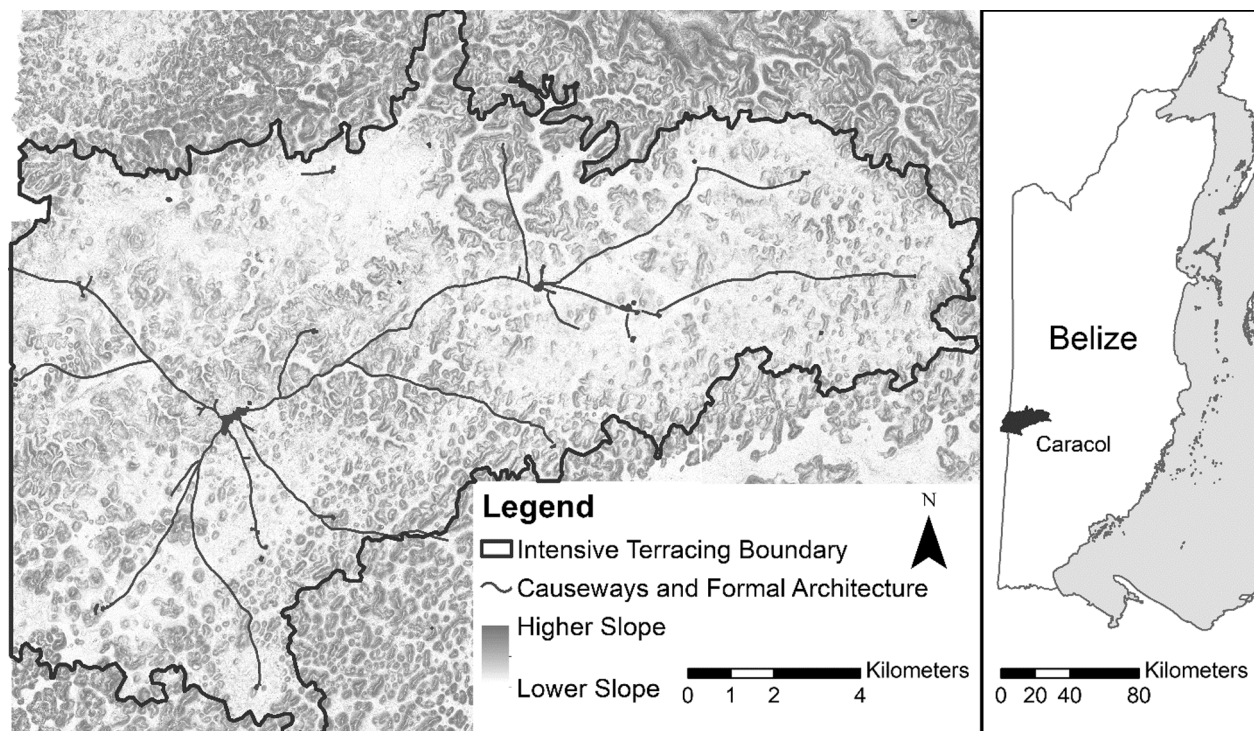 Legend
N
Intensive Terracing Boundary
Causeways and Formal Architecture
Higher Slope
Lower Slope
Kilometers
0 1 2 4
Belize
Caracol
Kilometers
0 20 40 80